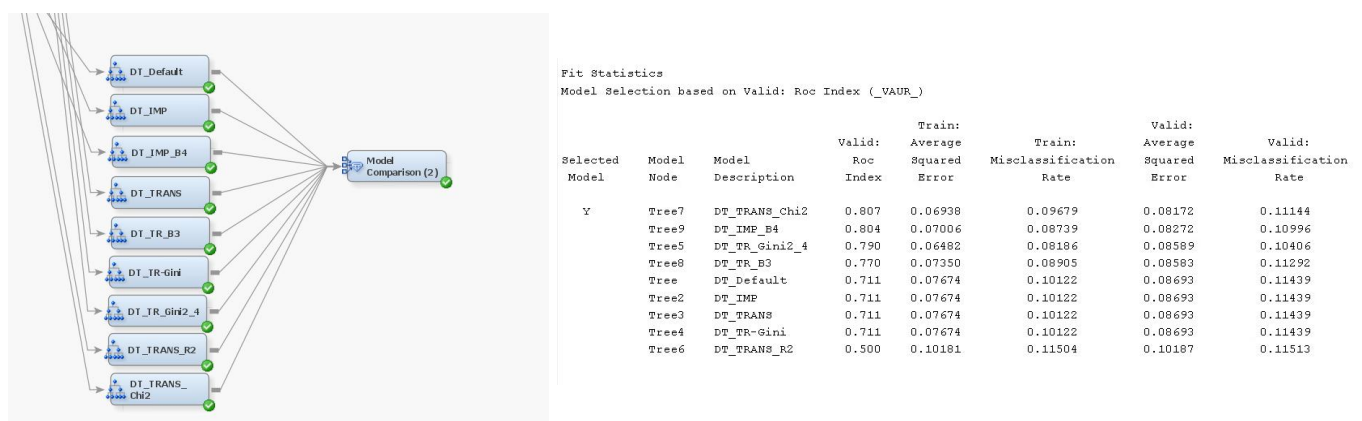 DT_Default
DT_IMP
DT_IMP_B4
DT_TRANS
DT_TR_B3
DT_TR-Gini
DT_TR_Gini2_4
DT_TRANS_R2
DT_TRANS_
Chi2
Model
Comparison (2)
Fit Statistics
Model Selection based on Valid: Roc Index (_VAUR_)
Train: Valid:
Valid: Average Train: Average Valid:
Selected Model Model Roc Squared Misclassification Squared Misclassification
Model Node Description Index Error Rate Error Rate
Y Tree7 DT_TRANS_Chi2 0.807 0.06938 0.09679 0.08172 0.11144
Tree9 DT_IMP_B4 0.804 0.07006 0.08739 0.08272 0.10996
Tree5 DT_TR_Gini2_4 0.790 0.06482 0.08186 0.08589 0.10406
Tree8 DT_TR_B3 0.770 0.07350 0.08905 0.08583 0.11292
Tree DT_Default 0.711 0.07674 0.10122 0.08693 0.11439
Tree2 DT_IMP 0.711 0.07674 0.10122 0.08693 0.11439
Tree3 DT_TRANS 0.711 0.07674 0.10122 0.08693 0.11439
Tree4 DT_TR-Gini 0.711 0.07674 0.10122 0.08693 0.11439
Tree6 DT_TRANS_R2 0.500 0.10181 0.11504 0.10187 0.11513